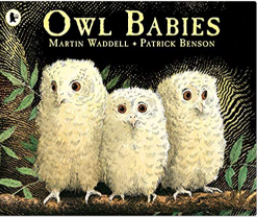 OWL BABIES
MARTIN WADDELL • PATRICK BENSON